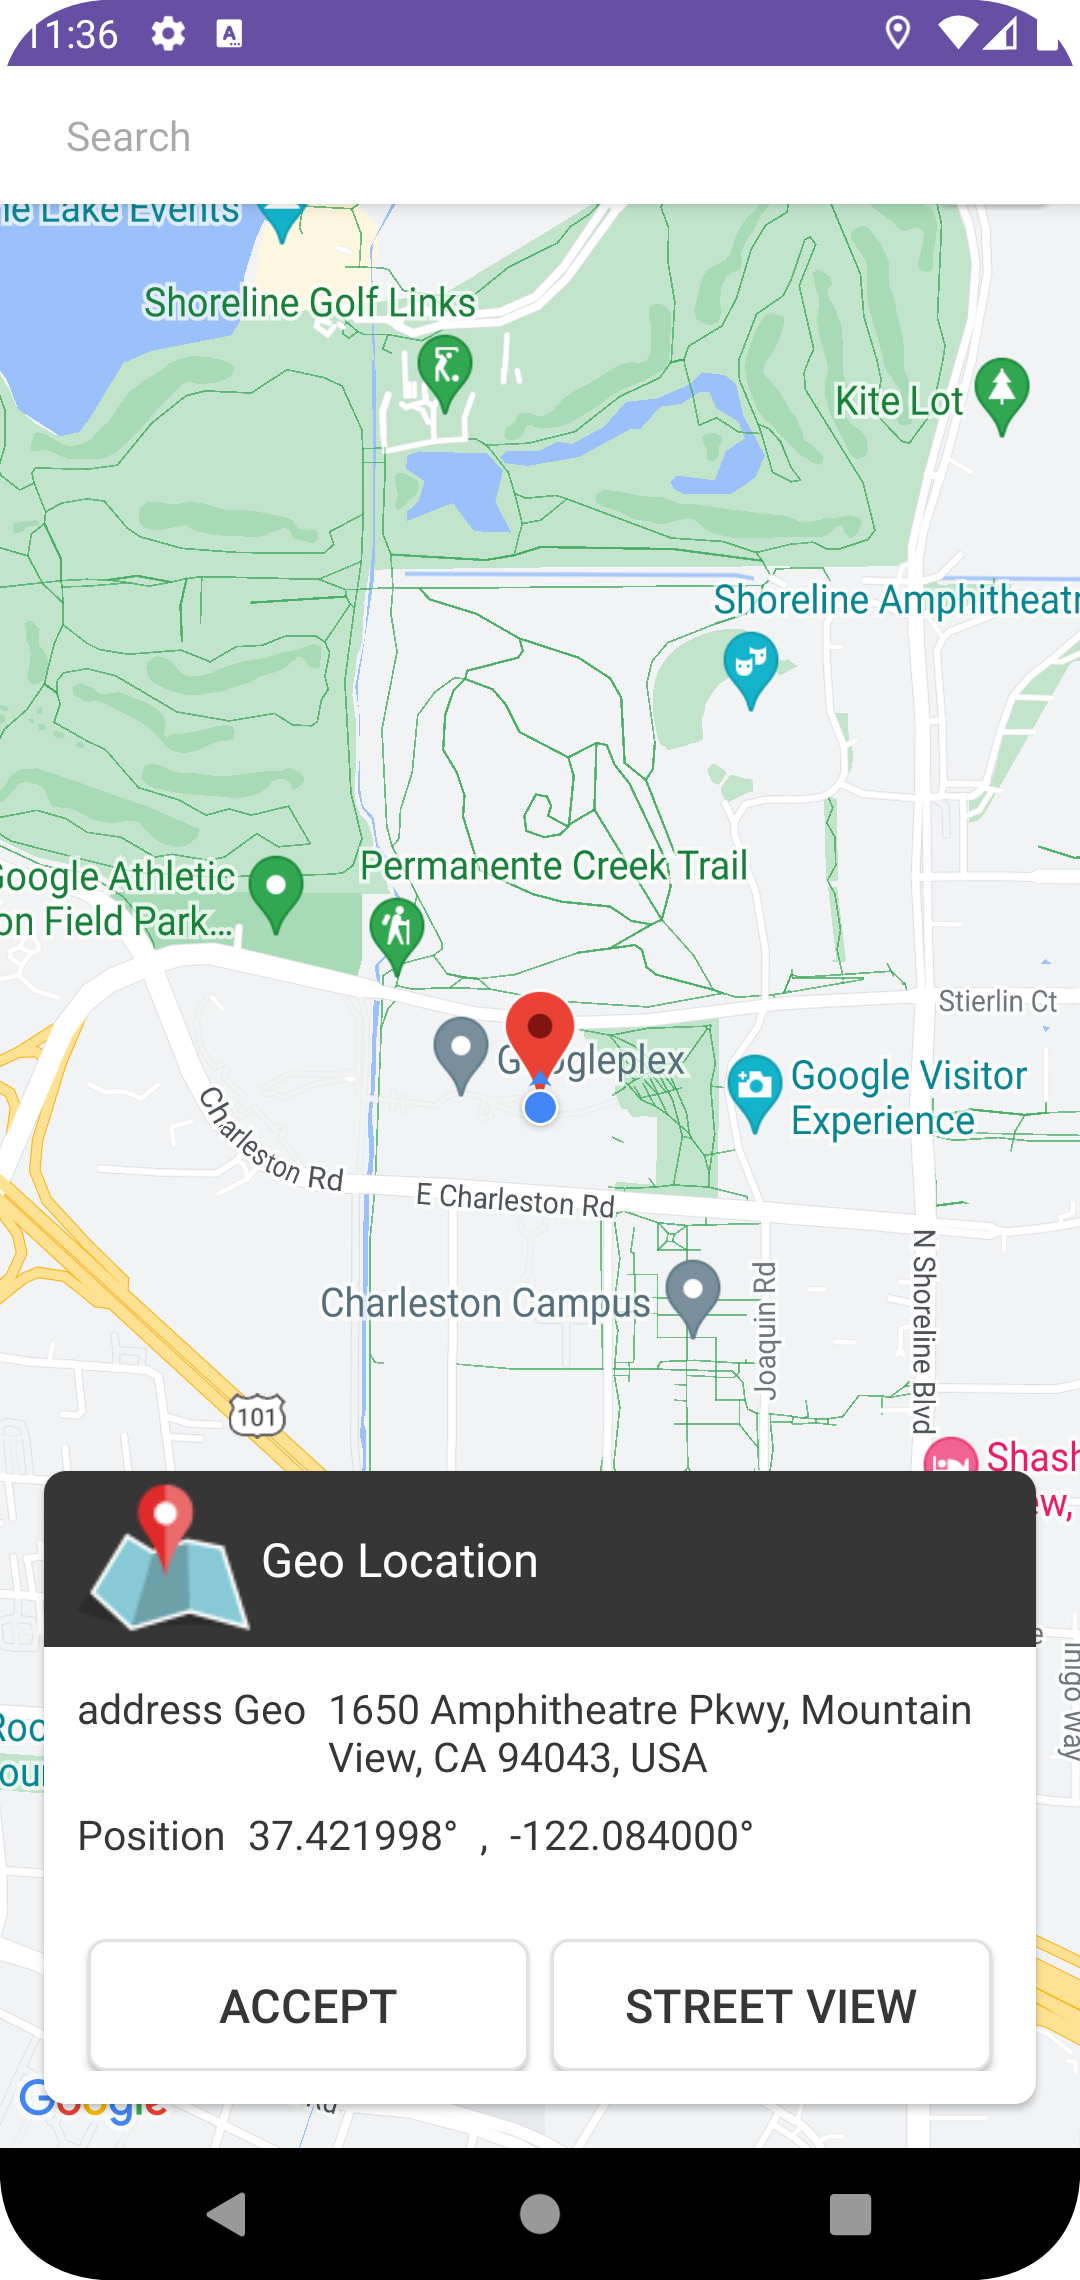 11:36
Search
ne Lake Events
Shoreline Golf Links
Kite Lot
Shoreline Amphitheatr
Google Athletic
on Field Park...
Permanente Creek Trail
Stierlin Ct
Googleplex
Google Visitor
Experience
Charleston Rd
E Charleston Rd
N Shoreline Blvd
Joaquin Rd
Charleston Campus
101
Shash
ew,
Geo Location
Inigo Way
address Geo 1650 Amphitheatre Pkwy, Mountain
View, CA 94043, USA
Roo
our
Position 37.421998° , -122.084000°
ACCEPT
STREET VIEW
Google